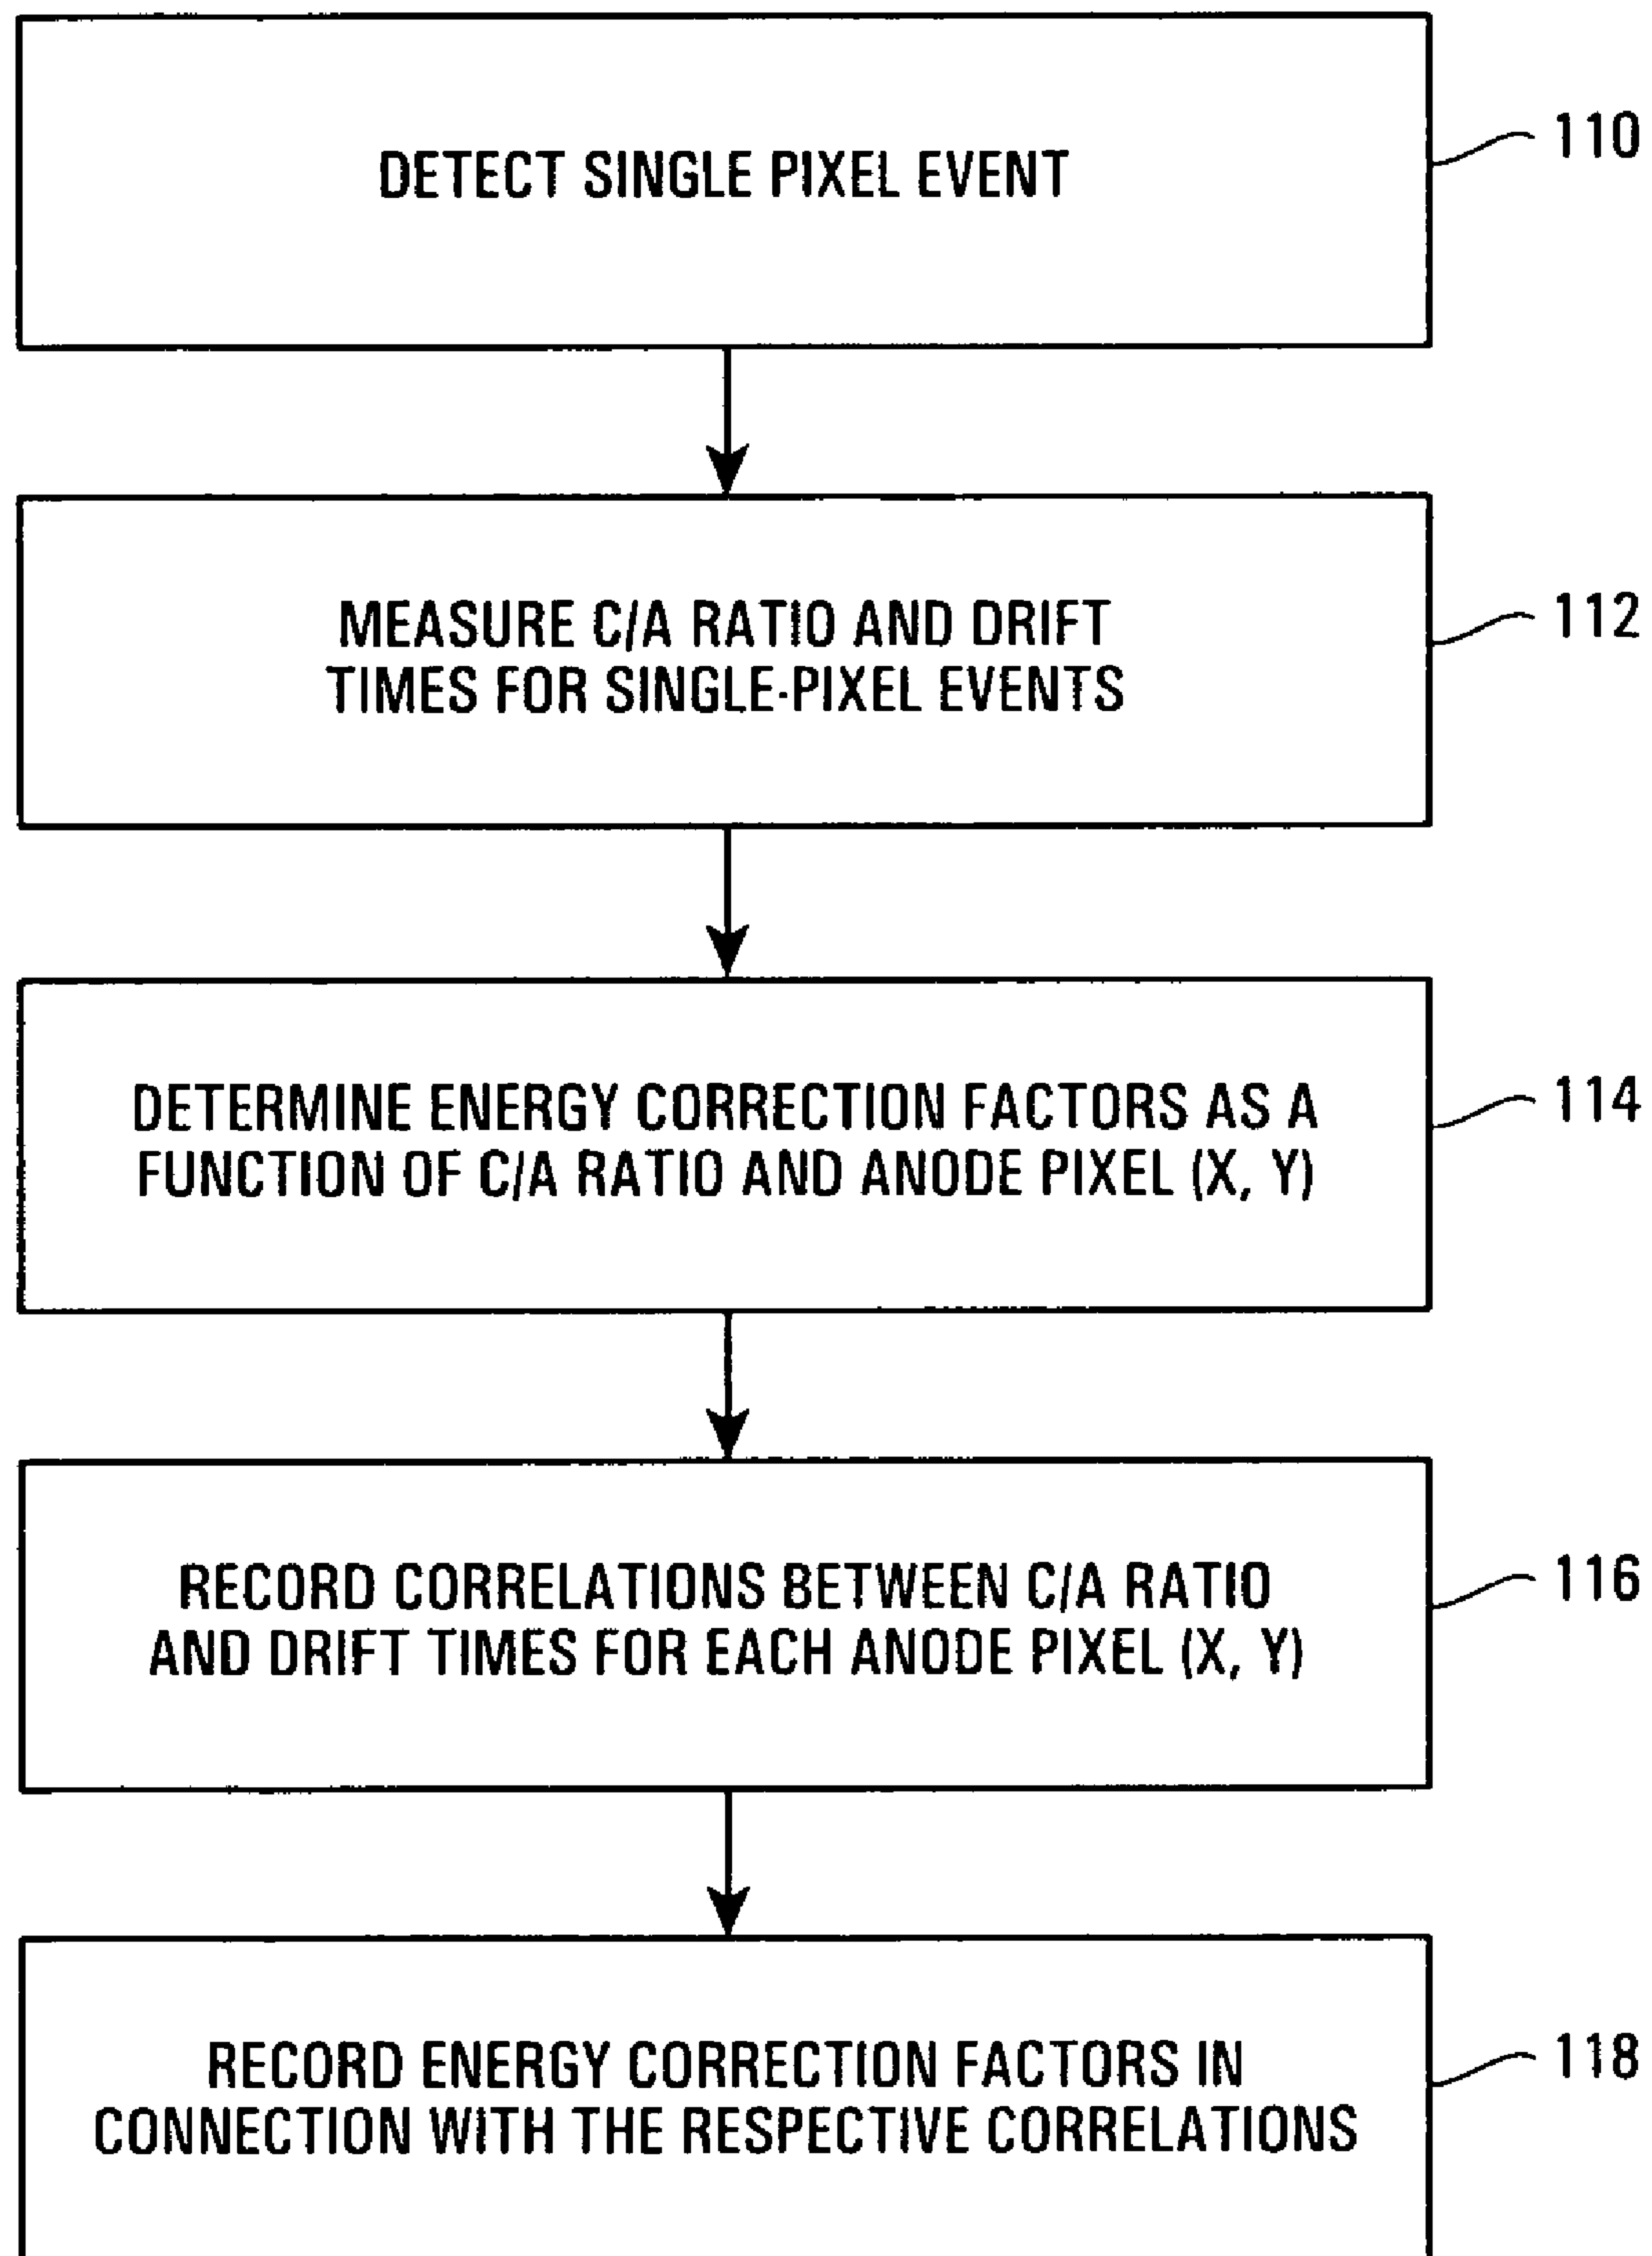 DETECT SINGLE PIXEL EVENT
110
MEASURE C/A RATIO AND DRIFT
TIMES FOR SINGLE-PIXEL EVENTS
112
DETERMINE ENERGY CORRECTION FACTORS AS A
FUNCTION OF C/A RATIO AND ANODE PIXEL (X, Y)
114
RECORD CORRELATIONS BETWEEN C/A RATIO
AND DRIFT TIMES FOR EACH ANODE PIXEL (X, Y)
116
RECORD ENERGY CORRECTION FACTORS IN
CONNECTION WITH THE RESPECTIVE CORRELATIONS
118